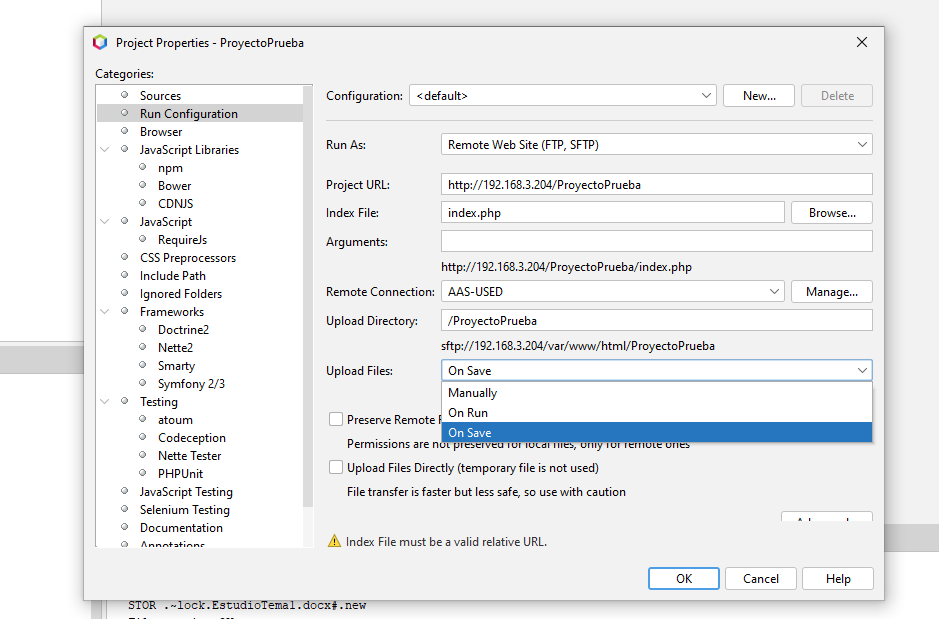 Project Properties - ProyectoPrueba
Categories:
Sources
Run Configuration
Browser
JavaScript Libraries
npm
Bower
CDNJS
JavaScript
RequireJs
CSS Preprocessors
Include Path
Ignored Folders
Frameworks
Doctrine2
Nette2
Smarty
Symfony 2/3
Testing
atoum
Codeception
Nette Tester
PHPUnit
JavaScript Testing
Selenium Testing
Documentation
Annotations
Configuration: <default> New... Delete
Run As: Remote Web Site (FTP, SFTP)
Project URL: http://192.168.3.204/ProyectoPrueba
Index File: index.php Browse...
Arguments:
http://192.168.3.204/ProyectoPrueba/index.php
Remote Connection: AAS-USED Manage...
Upload Directory: /ProyectoPrueba
sftp://192.168.3.204/var/www/html/ProyectoPrueba
Upload Files: On Save
Manually
On Run
On Save
Preserve Remote
Permissions are not preserved for local files, only for remote ones
Upload Files Directly (temporary file is not used)
File transfer is faster but less safe, so use with caution
Index File must be a valid relative URL.
OK Cancel Help
STOR .~lock.EstudioTema1.docx#.new